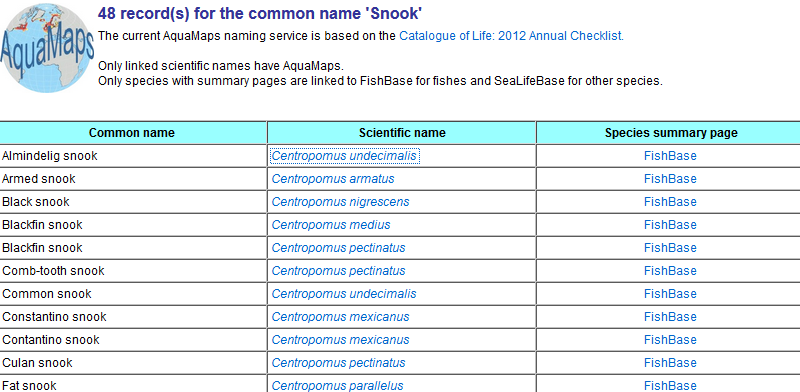 48 record(s) for the common name 'Snook'
AquaMaps
The current AquaMaps naming service is based on the Catalogue of Life: 2012 Annual Checklist.
Only linked scientific names have AquaMaps.
Only species with summary pages are linked to FishBase for fishes and SeaLifeBase for other species.
Common name Scientific name Species summary page
Almindelig snook Centropomus undecimalis FishBase
Armed snook Centropomus armatus FishBase
Black snook Centropomus nigrescens FishBase
Blackfin snook Centropomus medius FishBase
Blackfin snook Centropomus pectinatus FishBase
Comb-tooth snook Centropomus pectinatus FishBase
Common snook Centropomus undecimalis FishBase
Constantino snook Centropomus mexicanus FishBase
Contantino snook Centropomus mexicanus FishBase
Culan snook Centropomus pectinatus FishBase
Fat snook Centropomus parallelus FishBase